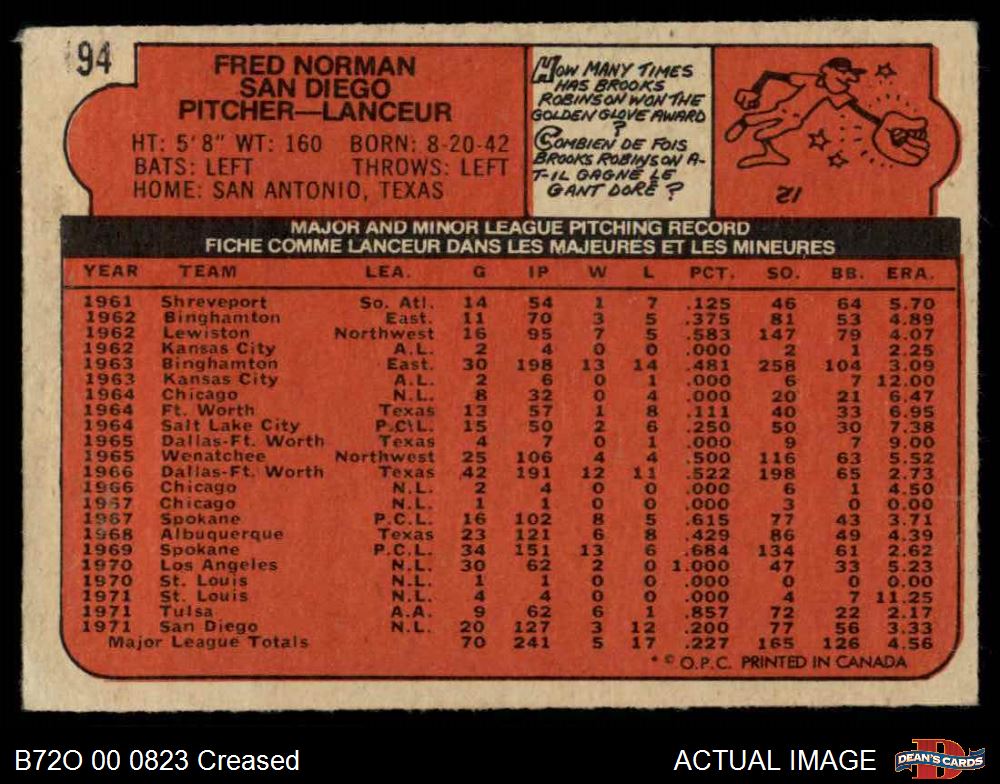 194
FRED NORMAN
SAN DIEGO
PITCHER—LANCEUR
HT: 5'8" WT: 160 BORN: 8-20-42
BATS: LEFT THROWS: LEFT
HOME: SAN ANTONIO, TEXAS
HOW MANY TIMES
HAS BROOKS
ROBINSON WON THE
GOLDEN GLOVE AWARD
?
COMBIEN DE FOIS
BROOKS ROBINSON A-
T-IL GAGNE LE
GANT DORE ?
12
MAJOR AND MINOR LEAGUE PITCHING RECORD
FICHE COMME LANCEUR DANS LES MAJEURES ET LES MINEURES
YEAR TEAM LEA. G IP W L PCT. SO. BB. ERA.
1961 Shreveport So. Atl. 14 54 1 7 .125 46 64 5.70
1962 Binghamton East. 11 70 3 5 .375 81 53 4.89
1962 Lewiston Northwest 16 95 7 5 .583 147 79 4.07
1962 Kansas City A.L. 2 4 0 0 .000 2 1 2.25
1963 Binghamton East. 30 198 13 14 .481 258 104 3.09
1963 Kansas City A.L. 2 6 0 1 .000 6 7 12.00
1964 Chicago N.L. 8 32 0 4 .000 20 21 6.47
1964 Ft. Worth Texas 13 57 1 8 .111 40 33 6.95
1964 Salt Lake City P.C.L. 15 50 2 6 .250 50 30 7.38
1965 Dallas-Ft. Worth Texas 4 7 0 1 .000 9 7 9.00
1965 Wenatchee Northwest 25 106 4 4 .500 116 63 5.52
1966 Dallas-Ft. Worth Texas 42 191 12 11 .522 198 65 2.73
1966 Chicago N.L. 2 4 0 0 .000 6 1 4.50
1967 Chicago N.L. 1 1 0 0 .000 3 0 0.00
1967 Spokane P.C.L. 16 102 8 5 .615 77 43 3.71
1968 Albuquerque Texas 23 121 6 8 .429 86 49 4.39
1969 Spokane P.C.L. 34 151 13 6 .684 134 61 2.62
1970 Los Angeles N.L. 30 62 2 0 1.000 47 33 5.23
1970 St. Louis N.L. 1 1 0 0 .000 0 0 0.00
1971 St. Louis N.L. 4 4 0 0 .000 4 7 11.25
1971 Tulsa A.A. 9 62 6 1 .857 72 22 2.17
1971 San Diego N.L. 20 127 3 12 .200 77 56 3.33
Major League Totals 70 241 5 17 .227 165 126 4.56
* © O.P.C. PRINTED IN CANADA
B72O 00 0823 Creased
ACTUAL IMAGE
D
DEAN'S CARDS